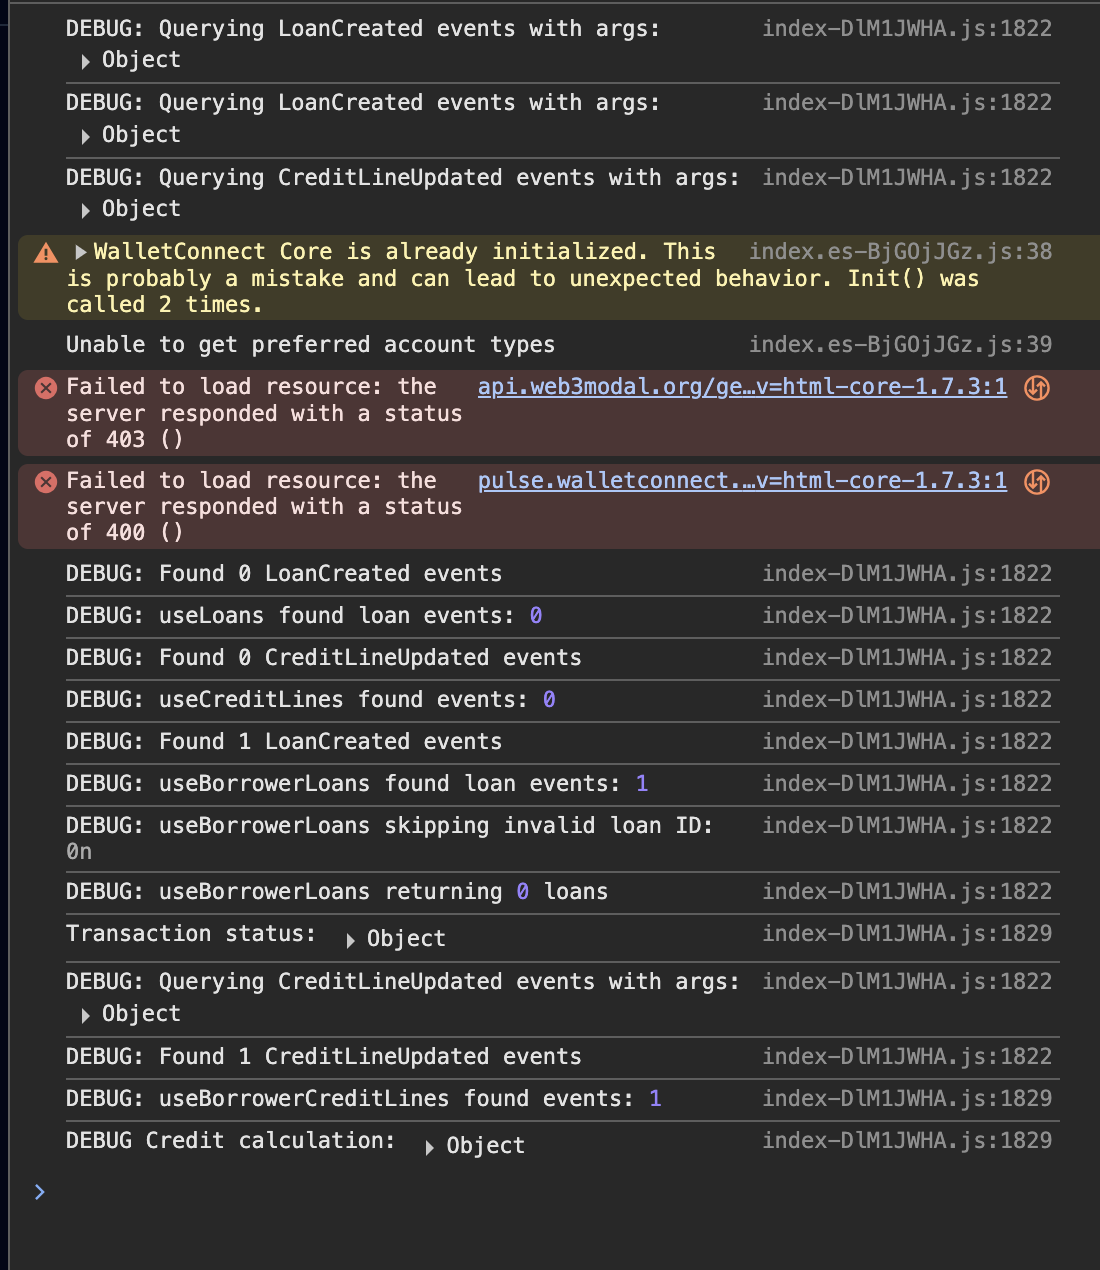 DEBUG: Querying LoanCreated events with args: index-DlM1JWHA.js:1822
▶ Object
DEBUG: Querying LoanCreated events with args: index-DlM1JWHA.js:1822
▶ Object
DEBUG: Querying CreditLineUpdated events with args: index-DlM1JWHA.js:1822
▶ Object
▶ WalletConnect Core is already initialized. This index.es-BjGOjJGz.js:38
is probably a mistake and can lead to unexpected behavior. Init() was
called 2 times.
Unable to get preferred account types index.es-BjGOjJGz.js:39
Failed to load resource: the api.web3modal.org/ge…v=html-core-1.7.3:1
server responded with a status
of 403 ()
Failed to load resource: the pulse.walletconnect.…v=html-core-1.7.3:1
server responded with a status
of 400 ()
DEBUG: Found 0 LoanCreated events index-DlM1JWHA.js:1822
DEBUG: useLoans found loan events: 0 index-DlM1JWHA.js:1822
DEBUG: Found 0 CreditLineUpdated events index-DlM1JWHA.js:1822
DEBUG: useCreditLines found events: 0 index-DlM1JWHA.js:1822
DEBUG: Found 1 LoanCreated events index-DlM1JWHA.js:1822
DEBUG: useBorrowerLoans found loan events: 1 index-DlM1JWHA.js:1822
DEBUG: useBorrowerLoans skipping invalid loan ID: index-DlM1JWHA.js:1822
0n
DEBUG: useBorrowerLoans returning 0 loans index-DlM1JWHA.js:1822
Transaction status: ▶ Object index-DlM1JWHA.js:1829
DEBUG: Querying CreditLineUpdated events with args: index-DlM1JWHA.js:1822
▶ Object
DEBUG: Found 1 CreditLineUpdated events index-DlM1JWHA.js:1822
DEBUG: useBorrowerCreditLines found events: 1 index-DlM1JWHA.js:1829
DEBUG Credit calculation: ▶ Object index-DlM1JWHA.js:1829